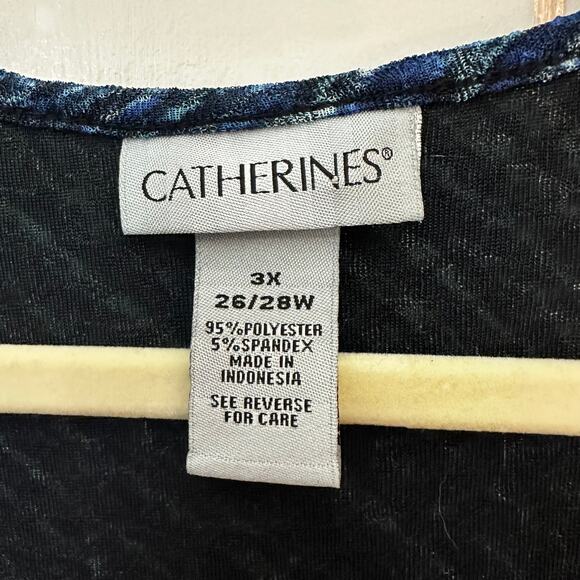 CATHERINES®
3X
26/28W
95%POLYESTER
5%SPANDEX
MADE IN
INDONESIA
SEE REVERSE
FOR CARE